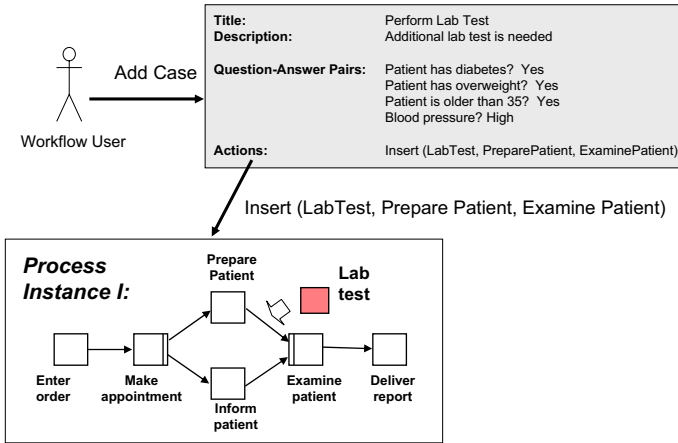 Title: Perform Lab Test
Description: Additional lab test is needed
Question-Answer Pairs: Patient has diabetes? Yes
Patient has overweight? Yes
Patient is older than 35? Yes
Blood pressure? High
Actions: Insert (LabTest, PreparePatient, ExaminePatient)
Add Case
Workflow User
Insert (LabTest, Prepare Patient, Examine Patient)
Process
Instance I:
Prepare
Patient
Lab
test
Enter
order
Make
appointment
Inform
patient
Examine
patient
Deliver
report